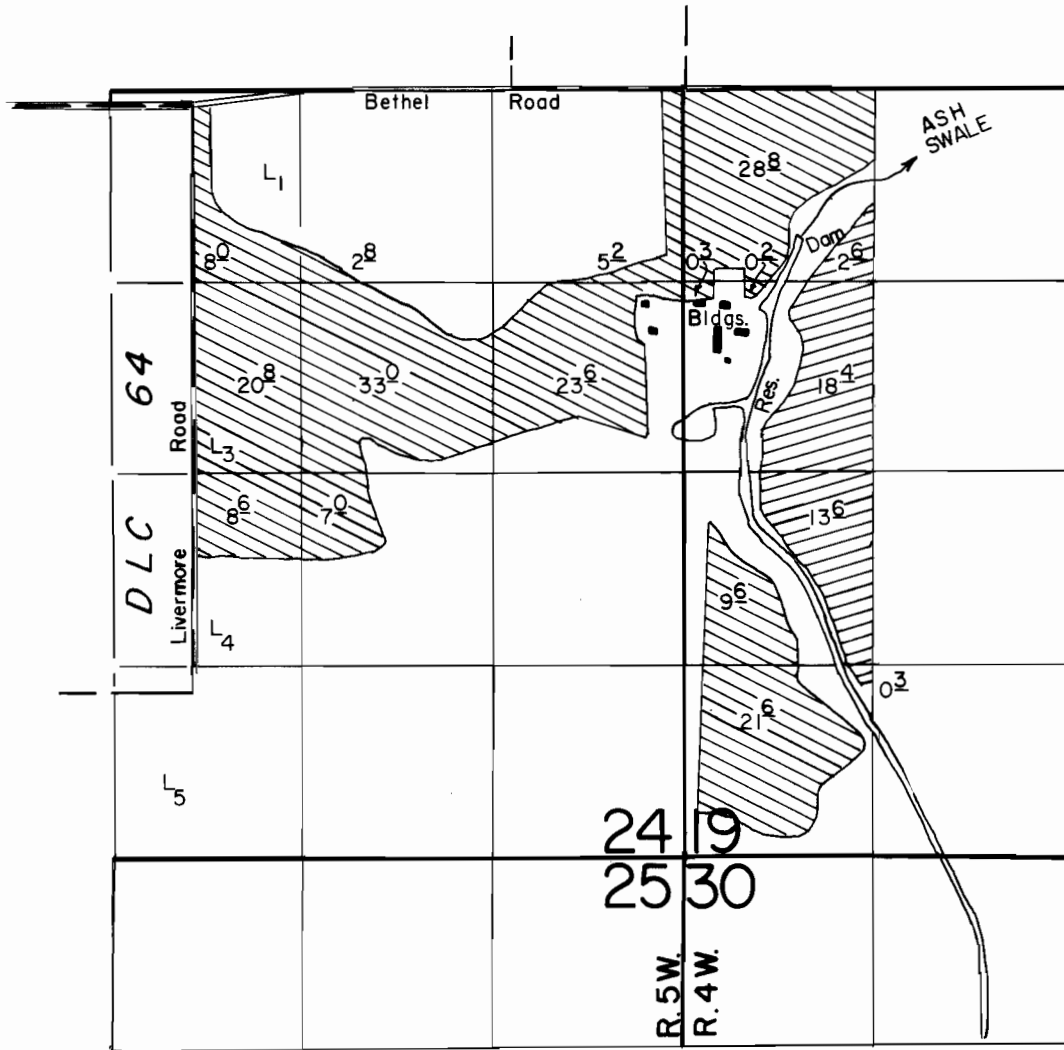 Bethel Road
ASH
SWALE
L1
28 8
Dam
8 0
2 8
5 2
0 3
0 2
2 6
Bldgs.
DLC 64
Livermore Road
20 8
33 0
23 6
Res.
18 4
L3
8 6
7 0
13 6
9 6
L4
0 3
21 6
L5
24 19
25 30
R. 5W.
R. 4W.